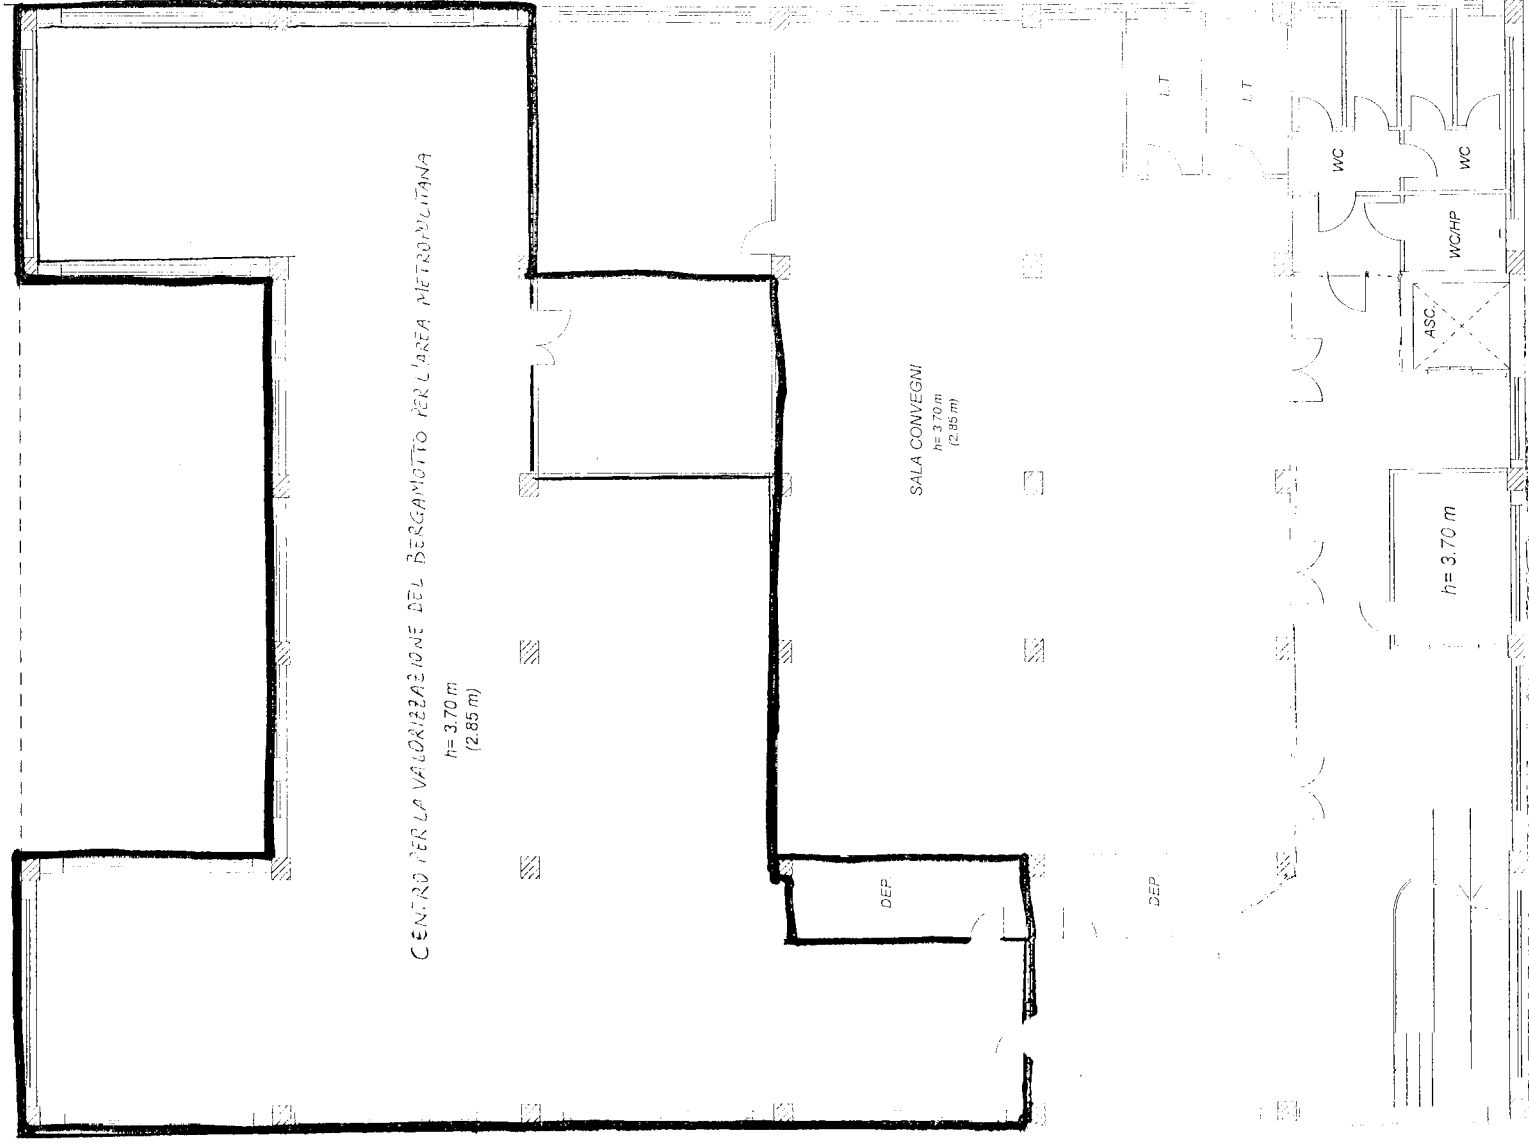 CENTRO PER LA VALORIZZAZIONE DEL BERGAMOTTO PER L'AREA METROPOLITANA
h= 3.70 m
(2.85 m)
SALA CONVEGNI
h= 3.70 m
(2.85 m)
DEP.
DEP.
I.T
I.T
WC
WC
WC/HP
ASC.
h= 3.70 m